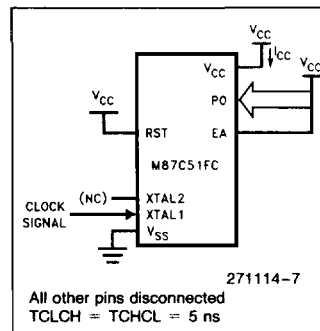 VCC
ICC
VCC
VCC
VCC
P0
RST
EA
M87C51FC
(NC)
XTAL2
CLOCK
SIGNAL
XTAL1
VSS
271114-7
All other pins disconnected
TCLCH = TCHCL = 5 ns